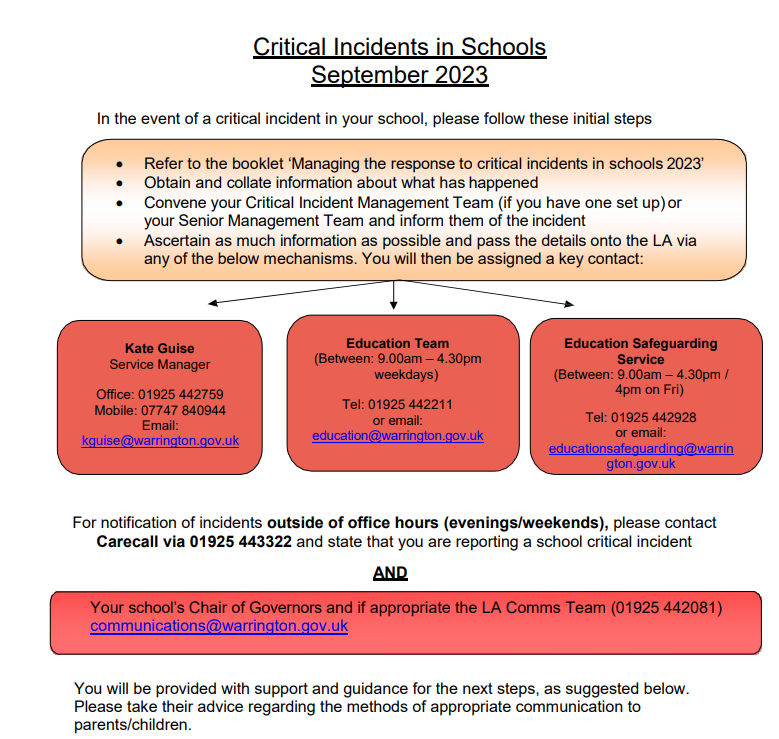 Critical Incidents in Schools
September 2023
In the event of a critical incident in your school, please follow these initial steps
• Refer to the booklet ‘Managing the response to critical incidents in schools 2023’
• Obtain and collate information about what has happened
• Convene your Critical Incident Management Team (if you have one set up) or
your Senior Management Team and inform them of the incident
• Ascertain as much information as possible and pass the details onto the LA via
any of the below mechanisms. You will then be assigned a key contact:
Kate Guise
Service Manager
Office: 01925 442759
Mobile: 07747 840944
Email:
kguise@warrington.gov.uk
Education Team
(Between: 9.00am – 4.30pm
weekdays)
Tel: 01925 442211
or email:
education@warrington.gov.uk
Education Safeguarding
Service
(Between: 9.00am – 4.30pm /
4pm on Fri)
Tel: 01925 442928
or email:
educationsafeguarding@warrin
gton.gov.uk
For notification of incidents outside of office hours (evenings/weekends), please contact
Carecall via 01925 443322 and state that you are reporting a school critical incident
AND
Your school’s Chair of Governors and if appropriate the LA Comms Team (01925 442081)
communications@warrington.gov.uk
You will be provided with support and guidance for the next steps, as suggested below.
Please take their advice regarding the methods of appropriate communication to
parents/children.